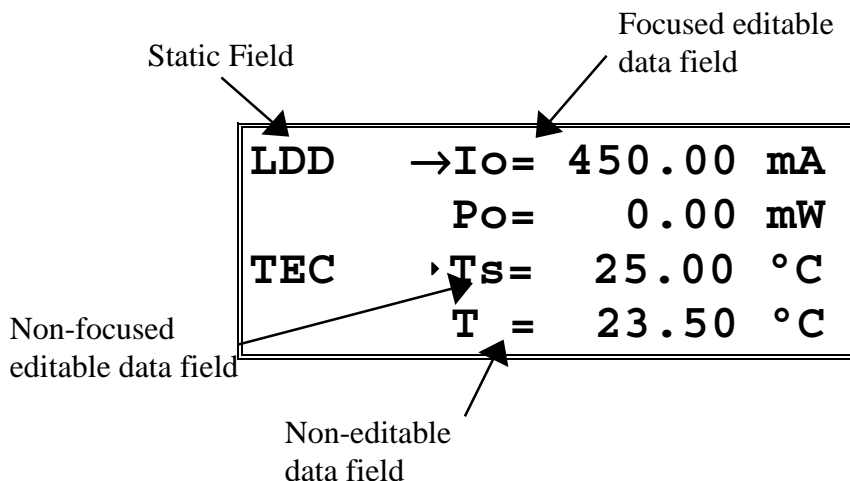 Focused editable
data field
Static Field
LDD →Io= 450.00 mA
Po= 0.00 mW
TEC ‣Ts= 25.00 °C
T = 23.50 °C
Non-focused
editable data field
Non-editable
data field